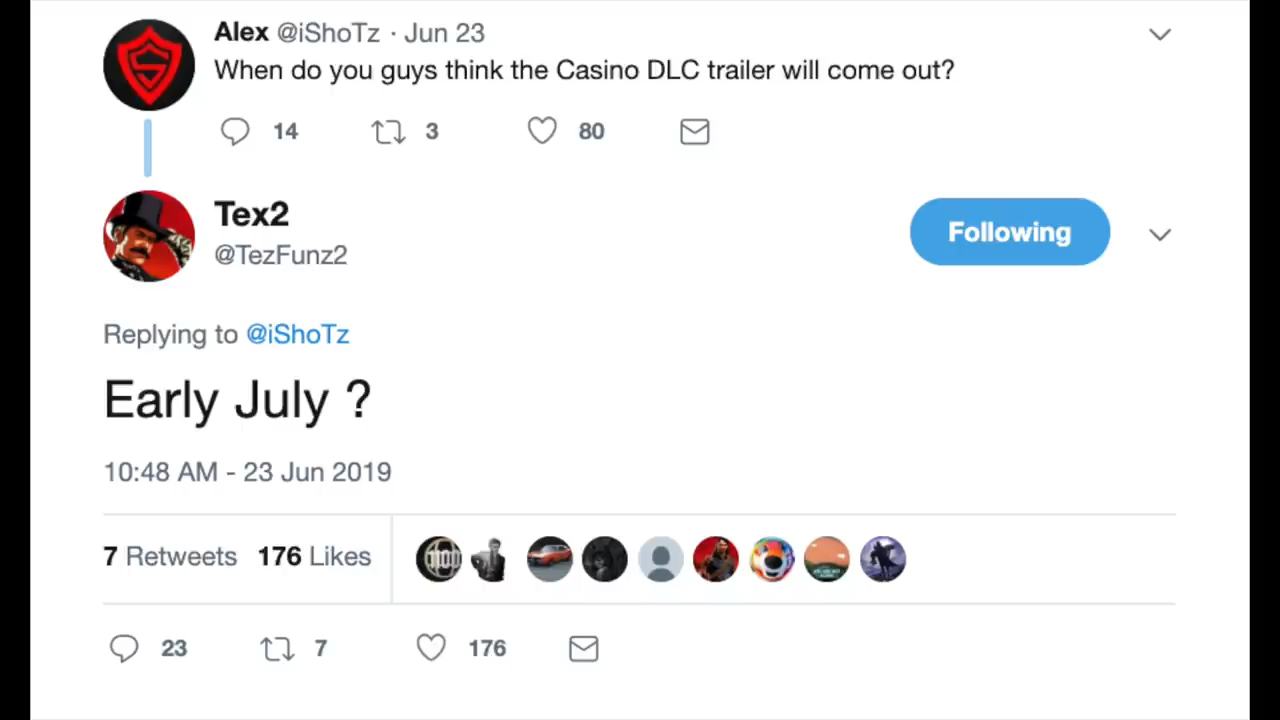 Alex @iShoTz · Jun 23
When do you guys think the Casino DLC trailer will come out?
14 3 80
Tex2
@TezFunz2
Following
Replying to @iShoTz
Early July ?
10:48 AM - 23 Jun 2019
7 Retweets 176 Likes
23 7 176